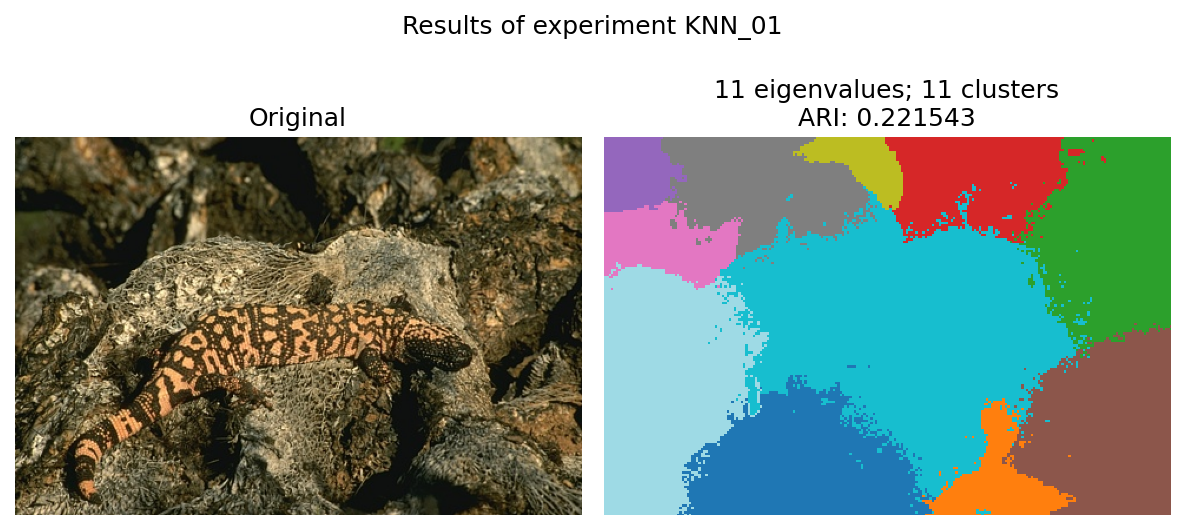 Results of experiment KNN_01
Original
11 eigenvalues; 11 clusters
ARI: 0.221543